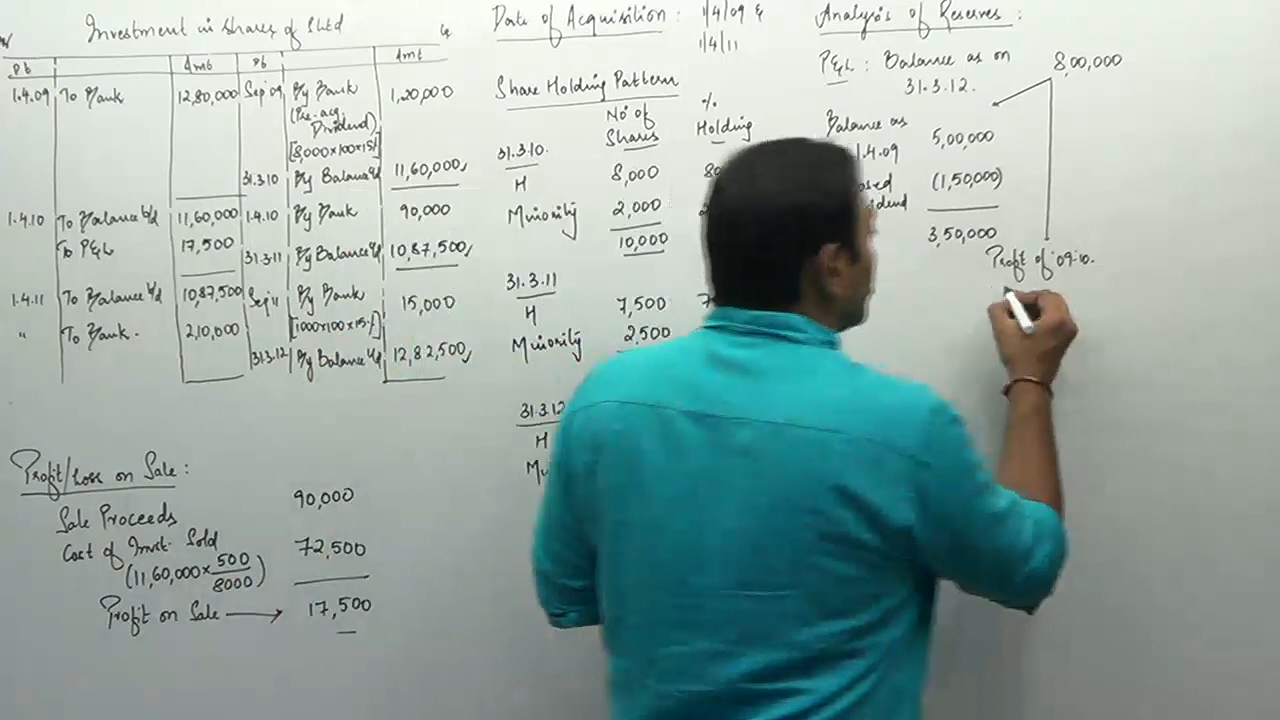 Investment in shares of S Ltd
Dt Amt Dt Amt
1.4.09 To Bank 12,80,000 Sep'09 By Bank 1,20,000
(Pre-acq.
Dividend)
[8,000×100×15%]
31.3.10 By Balance c/d 11,60,000
1.4.10 To Balance b/d 11,60,000 1.4.10 By Bank 90,000
To P&L 17,500
31.3.11 By Balance c/d 10,87,500
1.4.11 To Balance b/d 10,87,500 Sep'11 By Bank 15,000
" To Bank. 2,10,000 [1000×100×15%]
31.3.12 By Balance c/d 12,82,500
Profit/Loss on Sale:
Sale Proceeds 90,000
Cost of Invst. Sold 72,500
(11,60,000 × 500/8000)
Profit on Sale → 17,500
Date of Acquisition: 1/4/09 &
1/4/11
Share Holding Pattern
No of Shares % Holding
31.3.10.
H 8,000
Minority 2,000
10,000
31.3.11
H 7,500
Minority 2,500
31.3.12
H
Analysis of Reserves:
P&L: Balance as on 31.3.12. 8,00,000
Balance as 5,00,000
1.4.09
(1,50,000)
3,50,000
Profit of '09-10.